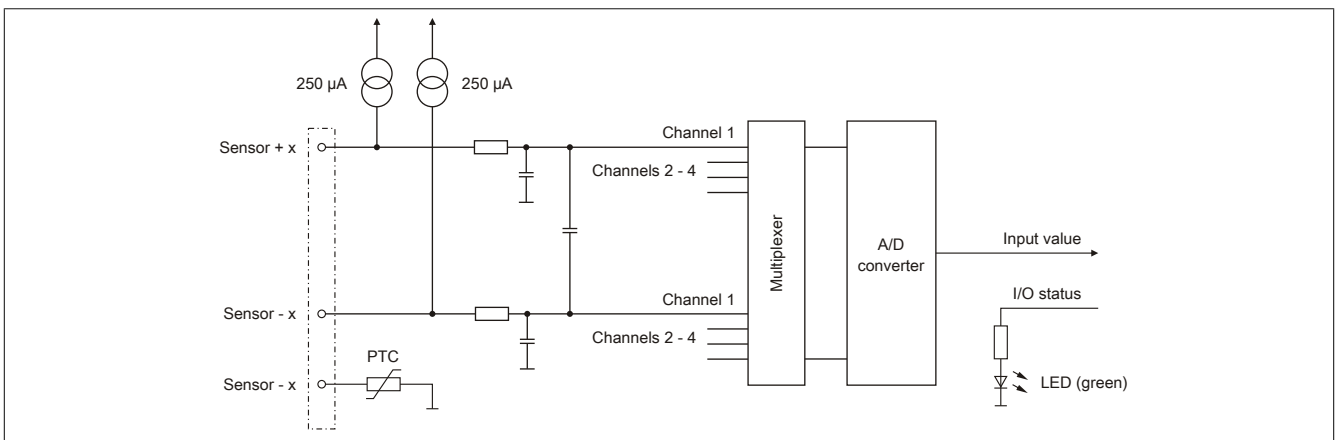 250 µA
250 µA
Sensor + x
Channel 1
Channels 2 - 4
Multiplexer
A/D
converter
Input value
I/O status
Sensor - x
Channel 1
Channels 2 - 4
PTC
Sensor - x
LED (green)